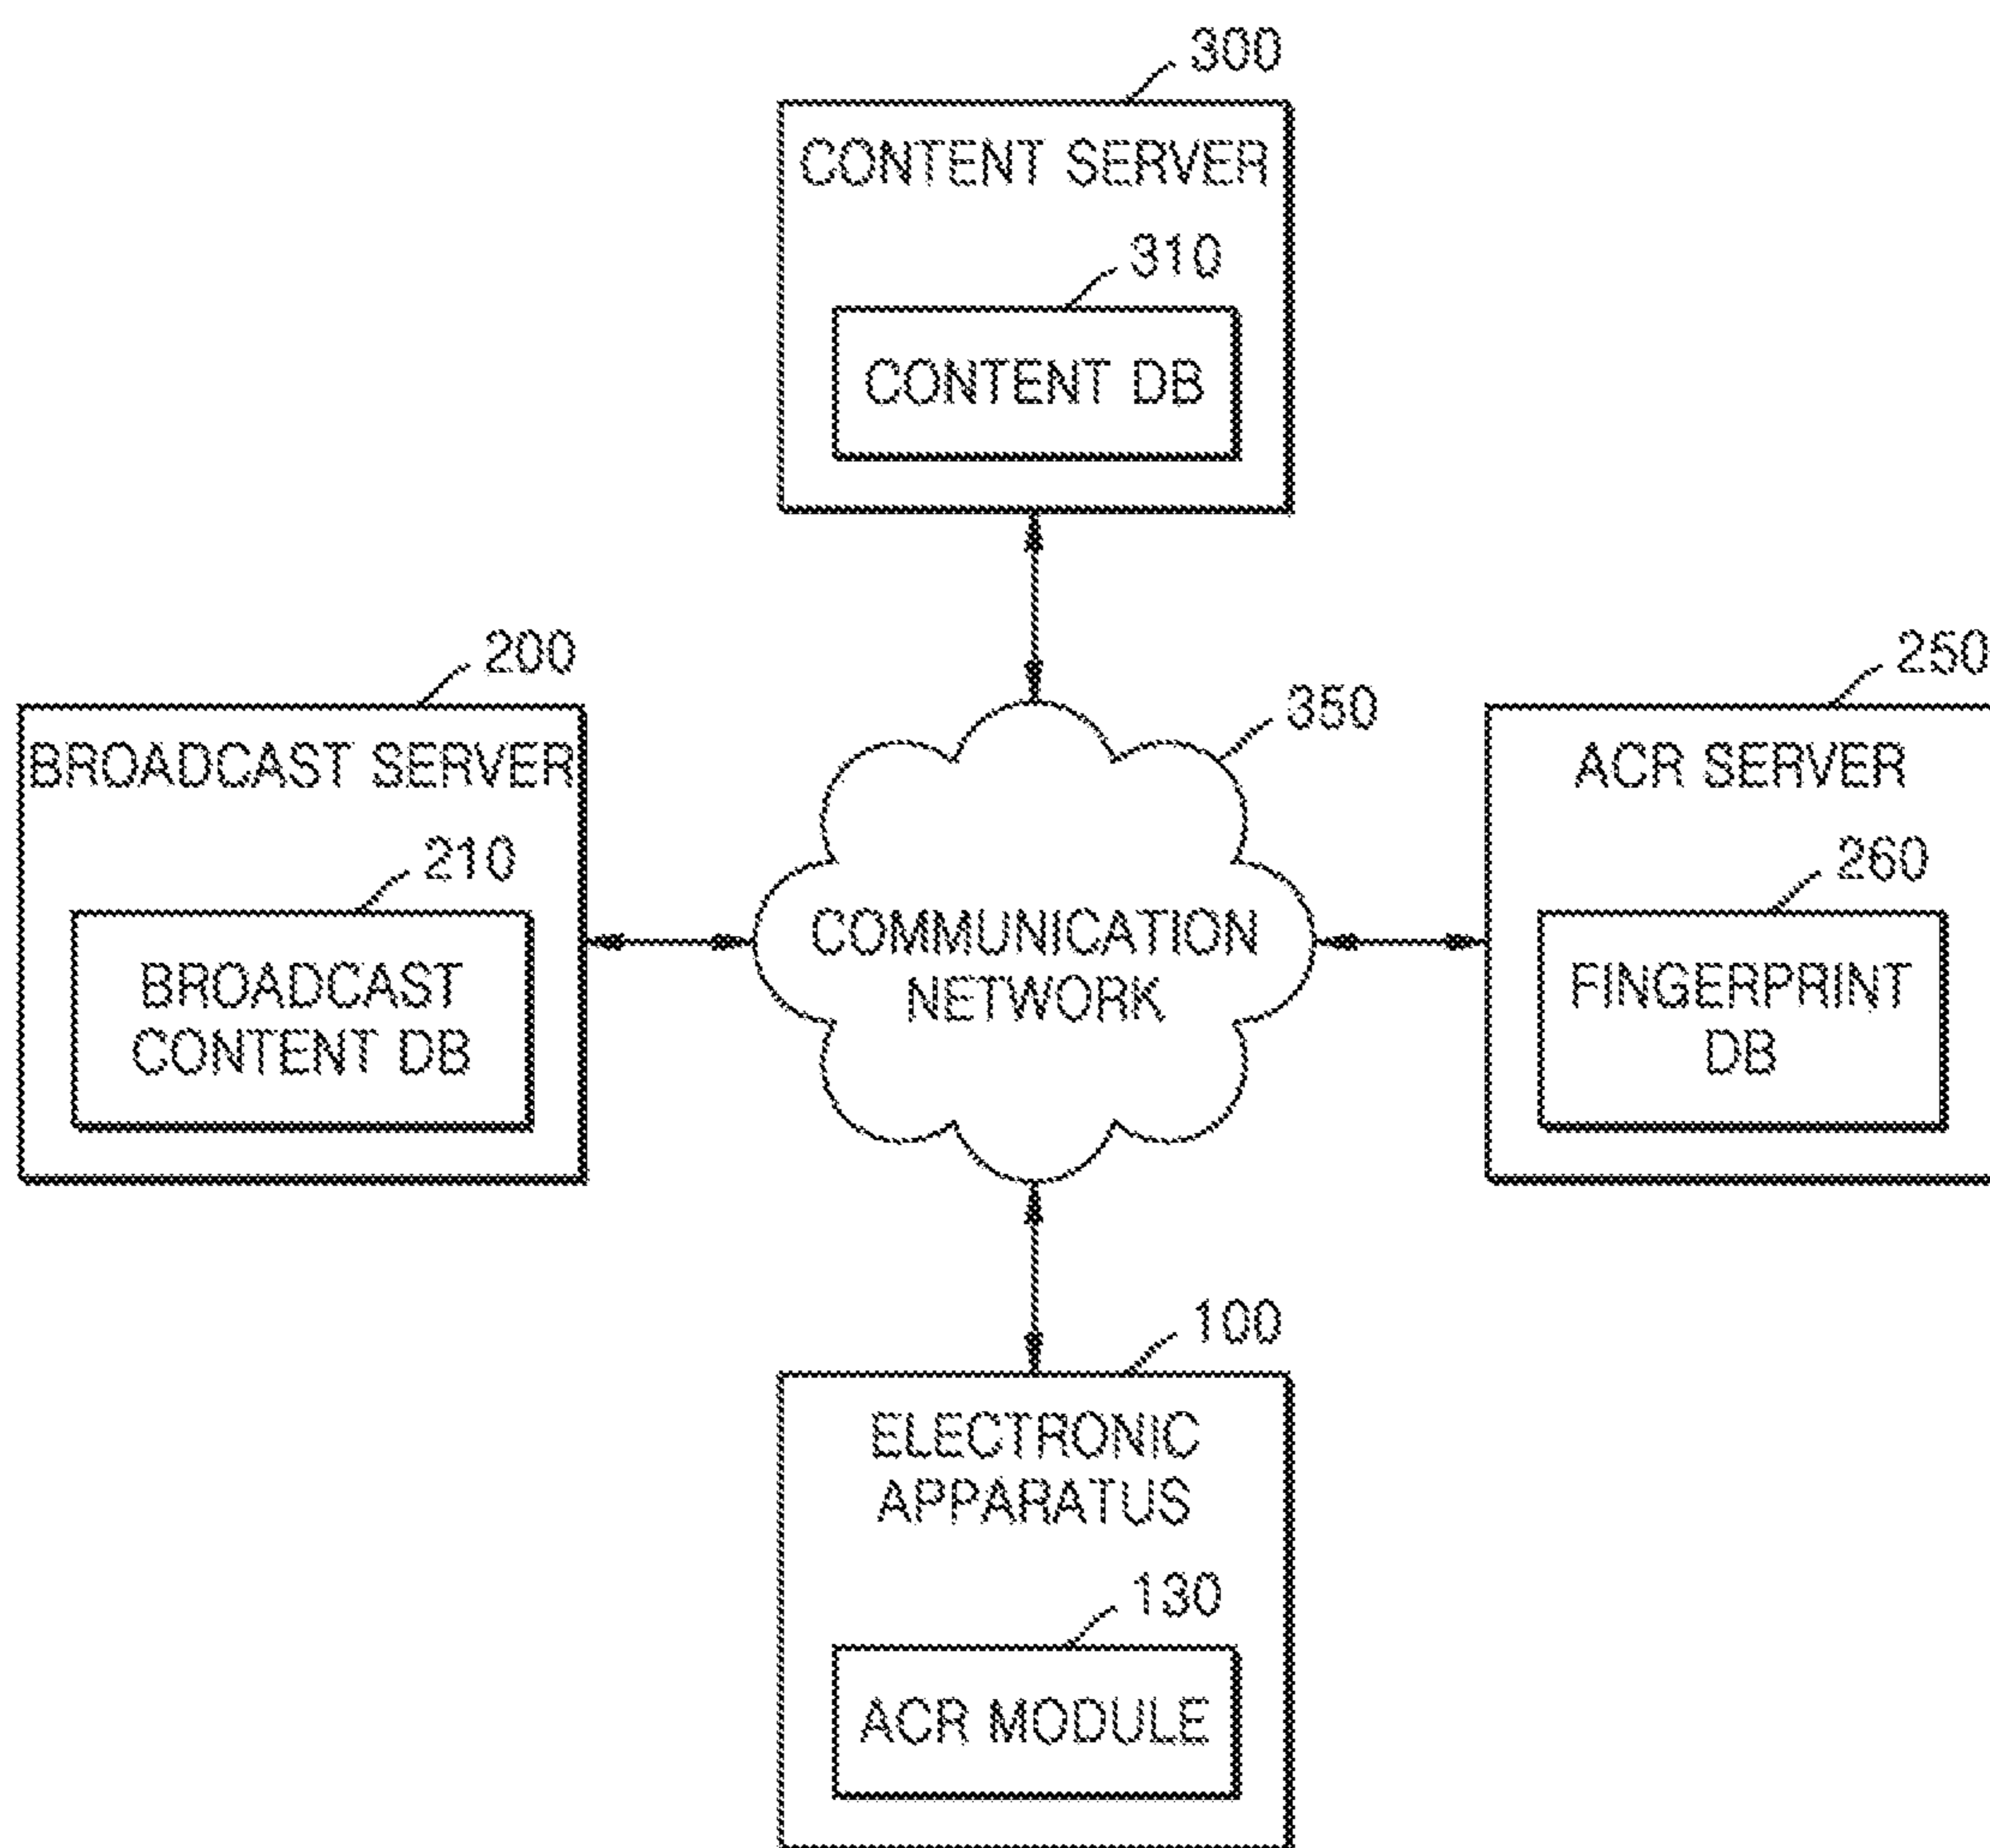 300
CONTENT SERVER
310
CONTENT DB
200
BROADCAST SERVER
210
BROADCAST
CONTENT DB
350
COMMUNICATION
NETWORK
250
ACR SERVER
260
FINGERPRINT
DB
100
ELECTRONIC
APPARATUS
130
ACR MODULE